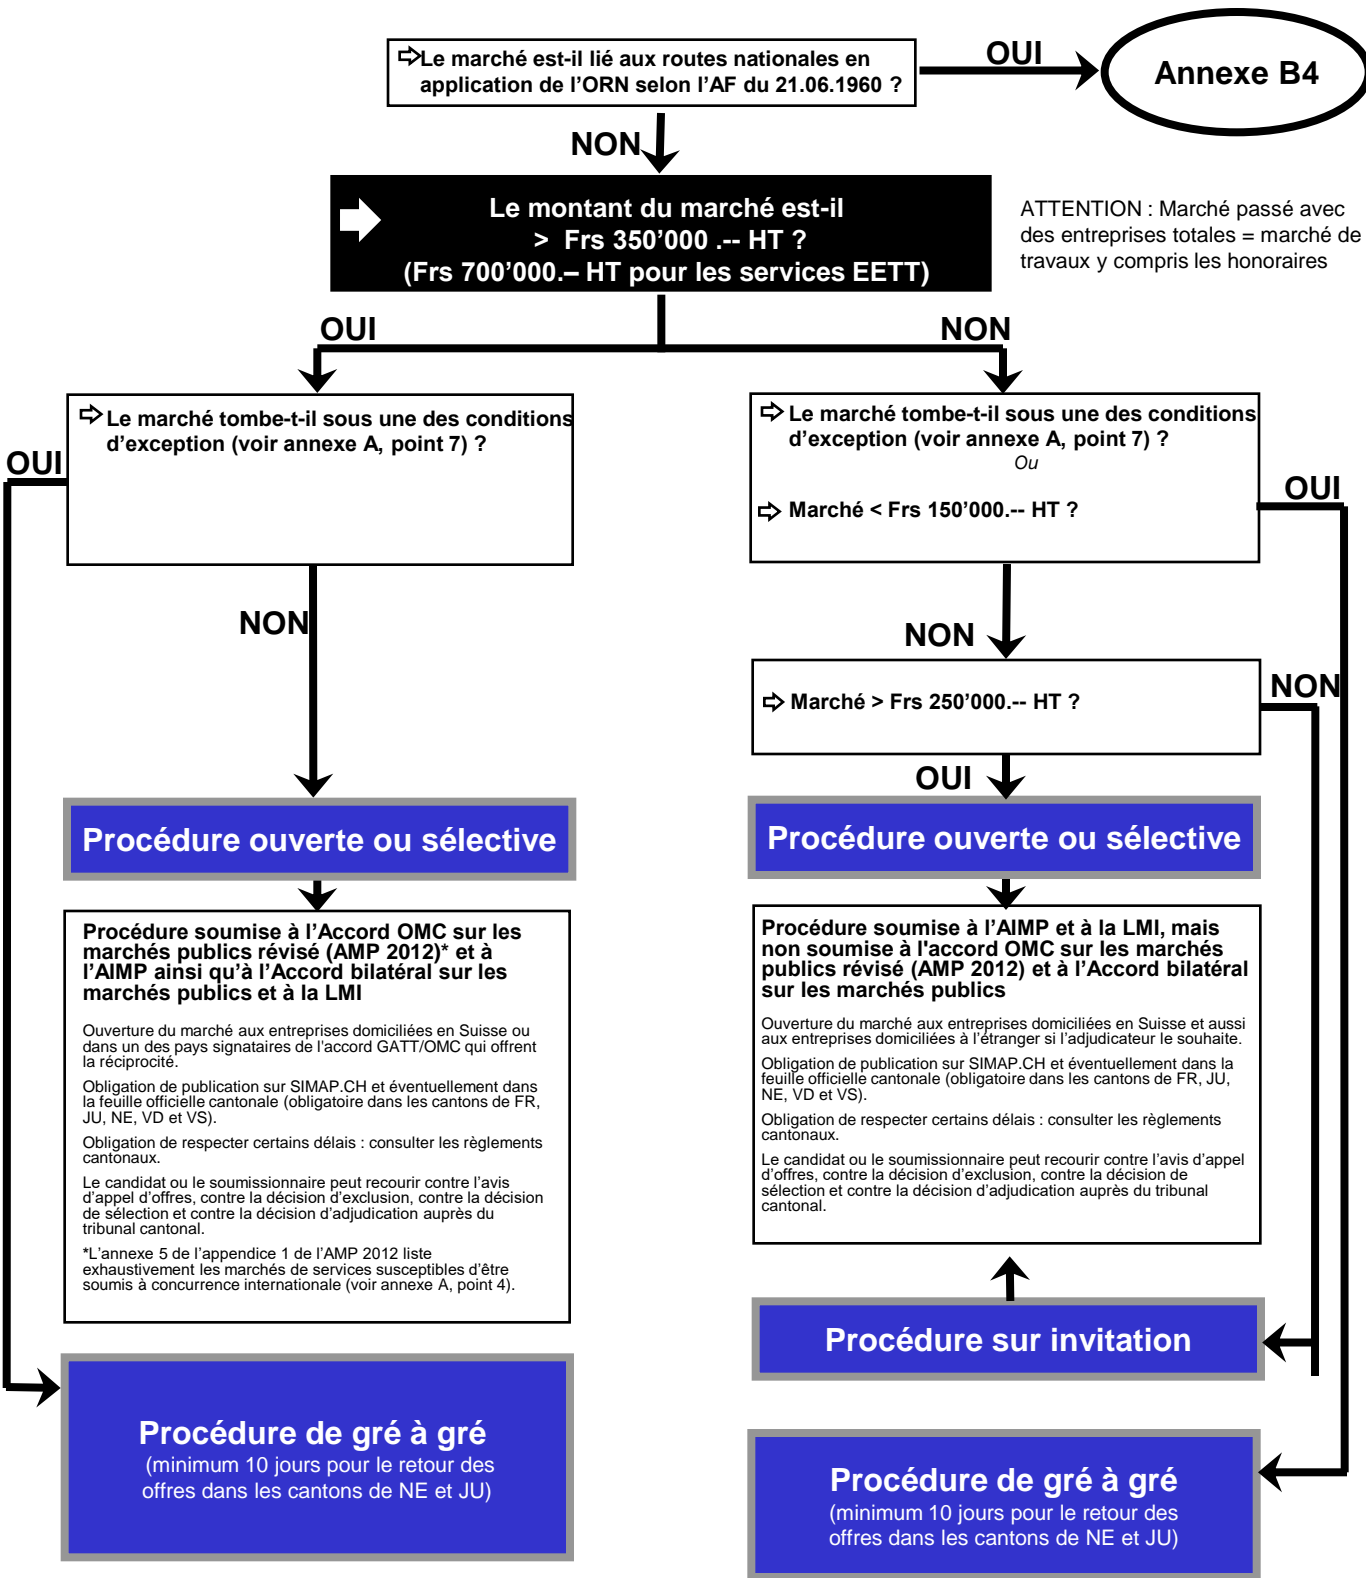 Le marché est-il lié aux routes nationales en
application de l'ORN selon l'AF du 21.06.1960 ?
OUI
Annexe B4
NON
Le montant du marché est-il
> Frs 350'000 .-- HT ?
(Frs 700'000.– HT pour les services EETT)
ATTENTION : Marché passé avec
des entreprises totales = marché de
travaux y compris les honoraires
OUI
NON
Le marché tombe-t-il sous une des conditions
d'exception (voir annexe A, point 7) ?
OUI
Le marché tombe-t-il sous une des conditions
d'exception (voir annexe A, point 7) ?
Ou
Marché < Frs 150'000.-- HT ?
OUI
NON
NON
Marché > Frs 250'000.-- HT ?
NON
OUI
Procédure ouverte ou sélective
Procédure ouverte ou sélective
Procédure soumise à l'Accord OMC sur les
marchés publics révisé (AMP 2012)* et à
l'AIMP ainsi qu'à l'Accord bilatéral sur les
marchés publics et à la LMI
Ouverture du marché aux entreprises domiciliées en Suisse ou
dans un des pays signataires de l'accord GATT/OMC qui offrent
la réciprocité.
Obligation de publication sur SIMAP.CH et éventuellement dans
la feuille officielle cantonale (obligatoire dans les cantons de FR,
JU, NE, VD et VS).
Obligation de respecter certains délais : consulter les règlements
cantonaux.
Le candidat ou le soumissionnaire peut recourir contre l'avis
d'appel d'offres, contre la décision d'exclusion, contre la décision
de sélection et contre la décision d'adjudication auprès du
tribunal cantonal.
*L'annexe 5 de l'appendice 1 de l'AMP 2012 liste
exhaustivement les marchés de services susceptibles d'être
soumis à concurrence internationale (voir annexe A, point 4).
Procédure soumise à l'AIMP et à la LMI, mais
non soumise à l'accord OMC sur les marchés
publics révisé (AMP 2012) et à l'Accord bilatéral
sur les marchés publics
Ouverture du marché aux entreprises domiciliées en Suisse et aussi
aux entreprises domiciliées à l'étranger si l'adjudicateur le souhaite.
Obligation de publication sur SIMAP.CH et éventuellement dans la
feuille officielle cantonale (obligatoire dans les cantons de FR, JU,
NE, VD et VS).
Obligation de respecter certains délais : consulter les règlements
cantonaux.
Le candidat ou le soumissionnaire peut recourir contre l'avis d'appel
d'offres, contre la décision d'exclusion, contre la décision de
sélection et contre la décision d'adjudication auprès du tribunal
cantonal.
Procédure sur invitation
Procédure de gré à gré
(minimum 10 jours pour le retour des
offres dans les cantons de NE et JU)
Procédure de gré à gré
(minimum 10 jours pour le retour des
offres dans les cantons de NE et JU)